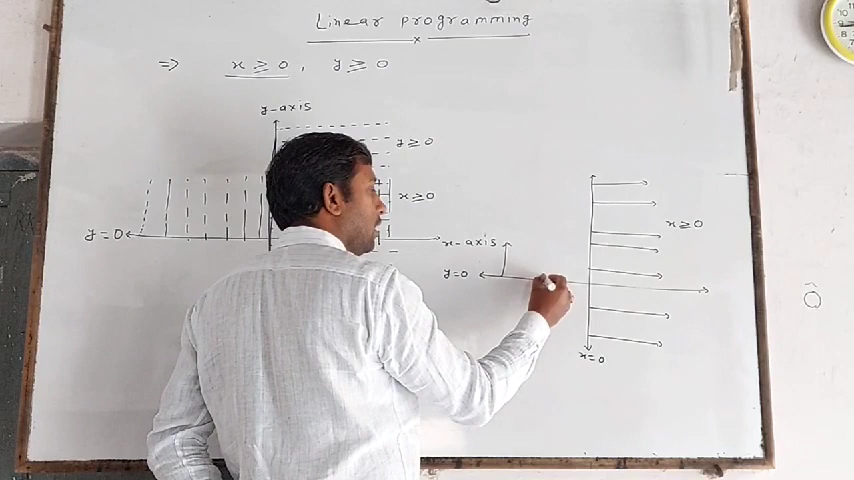 Linear programming
⇒ x ≥ 0, y ≥ 0
y-axis
y ≥ 0
x ≥ 0
y=0
x-axis
x ≥ 0
y=0
x=0